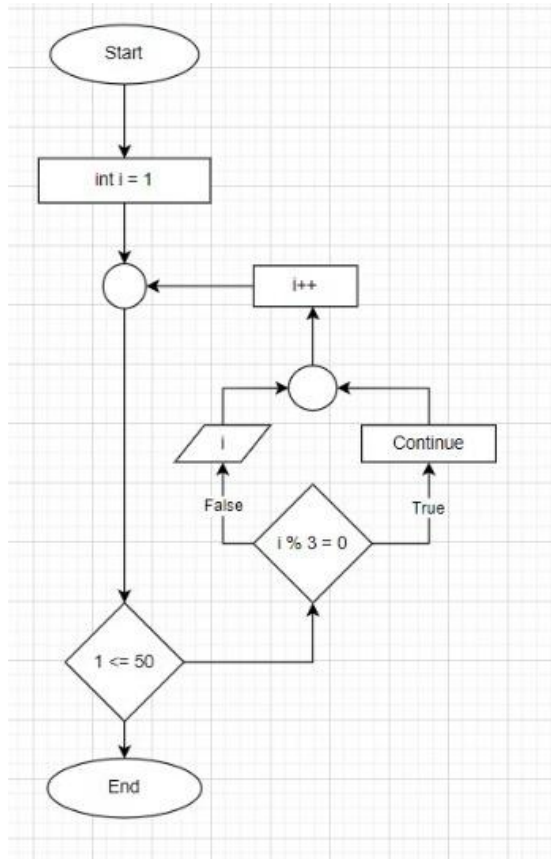 Start
int i = 1
i++
i
Continue
False
True
i % 3 = 0
1 <= 50
End